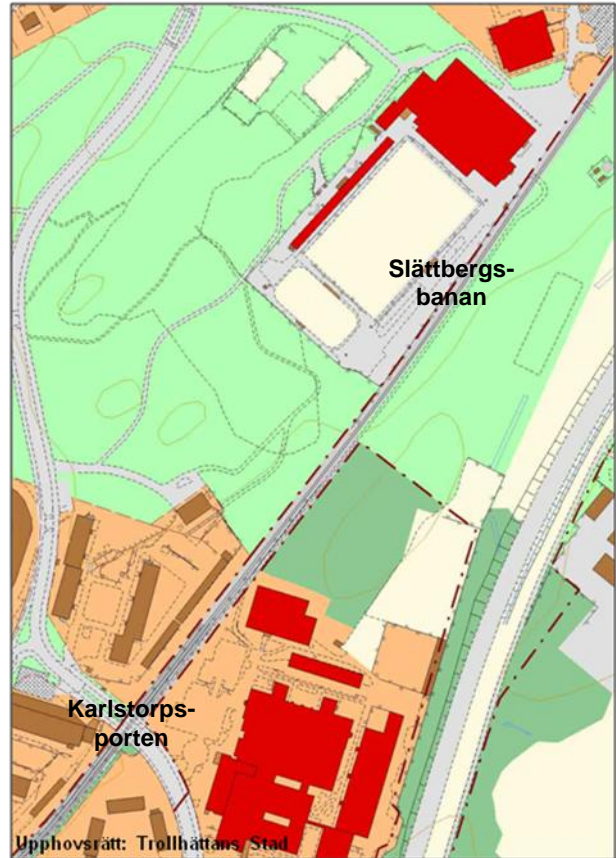 Slättbergs-
banan
Karlstorps-
porten
Upphovsrätt: Trollhättans Stad